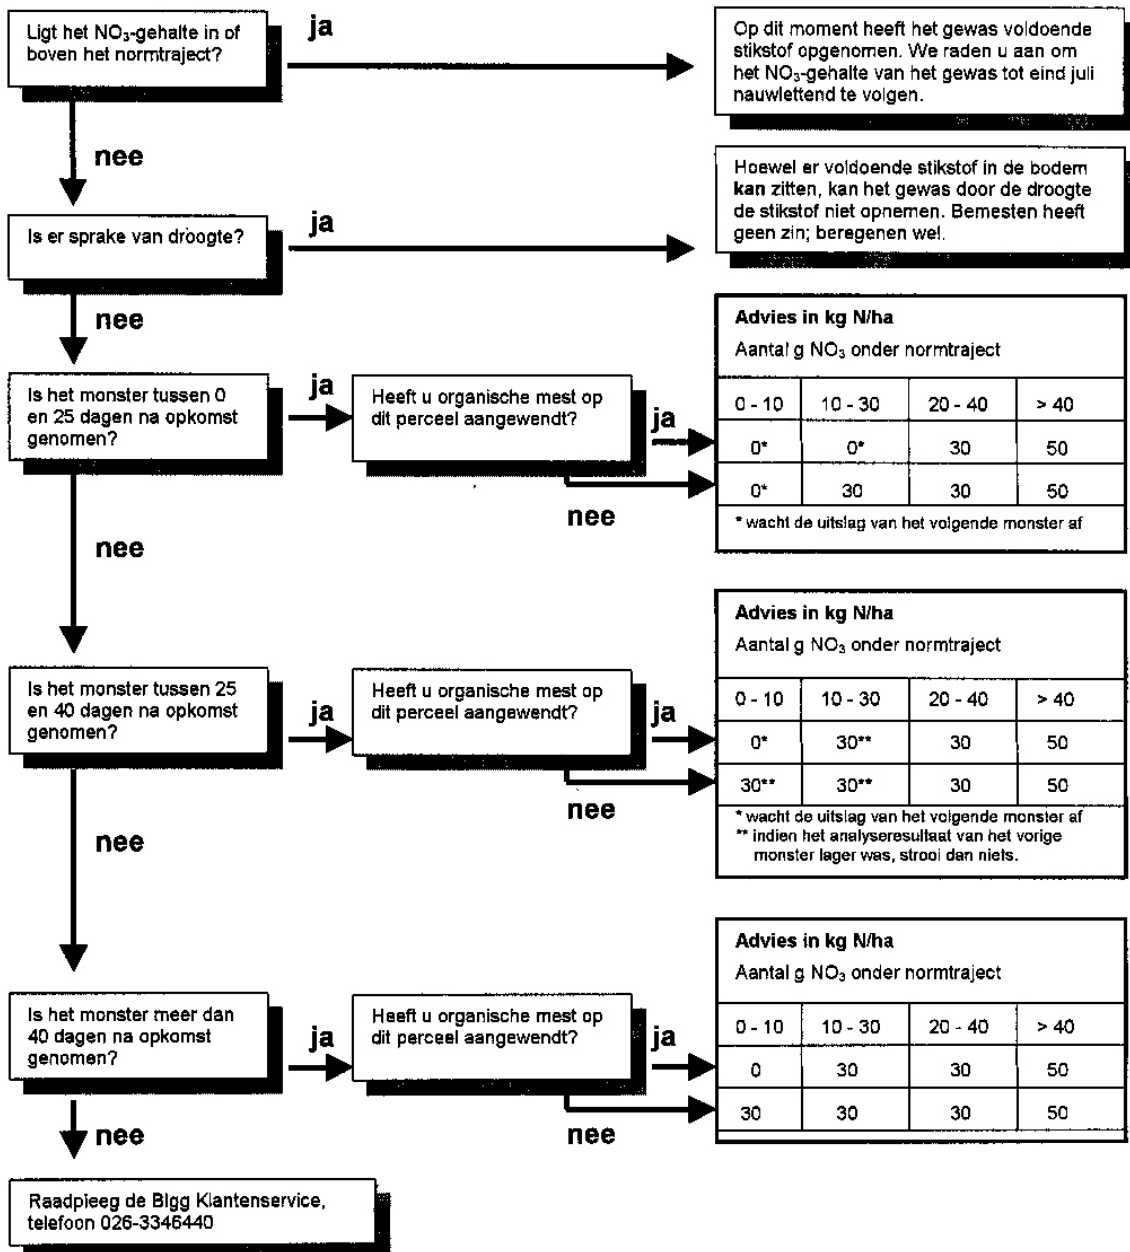 Ligt het NO₃-gehalte in of
boven het normtraject?
ja
Op dit moment heeft het gewas voldoende
stikstof opgenomen. We raden u aan om
het NO₃-gehalte van het gewas tot eind juli
nauwlettend te volgen.
nee
Is er sprake van droogte?
ja
Hoewel er voldoende stikstof in de bodem
kan zitten, kan het gewas door de droogte
de stikstof niet opnemen. Bemesten heeft
geen zin; beregenen wel.
nee
Is het monster tussen 0
en 25 dagen na opkomst
genomen?
ja
Heeft u organische mest op
dit perceel aangewendt?
ja
nee
Advies in kg N/ha
Aantal g NO₃ onder normtraject
0 - 10 10 - 30 20 - 40 > 40
0* 0* 30 50
0* 30 30 50
* wacht de uitslag van het volgende monster af
nee
Is het monster tussen 25
en 40 dagen na opkomst
genomen?
ja
Heeft u organische mest op
dit perceel aangewendt?
ja
nee
Advies in kg N/ha
Aantal g NO₃ onder normtraject
0 - 10 10 - 30 20 - 40 > 40
0* 30** 30 50
30** 30** 30 50
* wacht de uitslag van het volgende monster af
** indien het analyseresultaat van het vorige
monster lager was, strooi dan niets.
nee
Is het monster meer dan
40 dagen na opkomst
genomen?
ja
Heeft u organische mest op
dit perceel aangewendt?
ja
nee
Advies in kg N/ha
Aantal g NO₃ onder normtraject
0 - 10 10 - 30 20 - 40 > 40
0 30 30 50
30 30 30 50
nee
Raadpleeg de Blgg Klantenservice,
telefoon 026-3346440